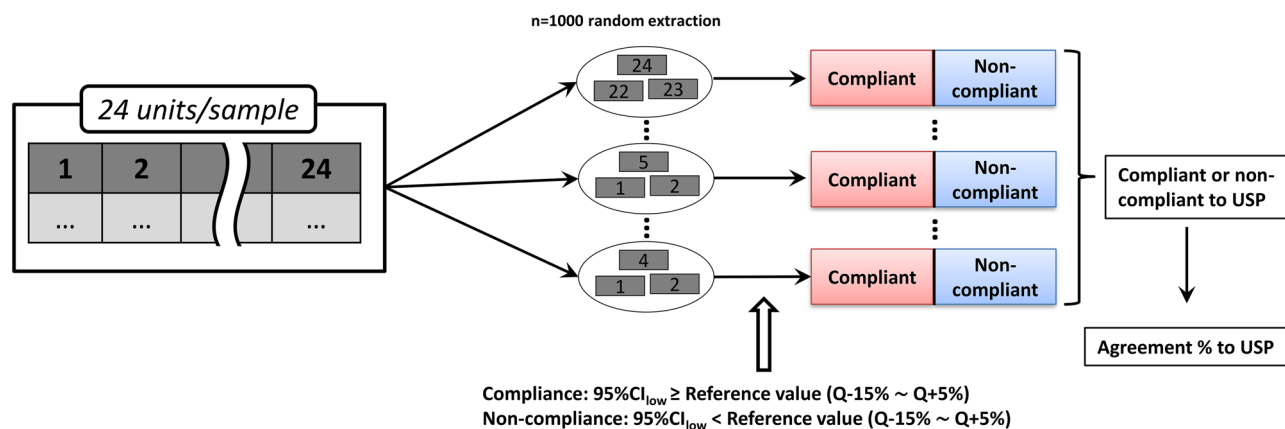 n=1000 random extraction
24 units/sample
1 2 24
... ... ...
24
22 23
5
1 2
4
1 2
Compliant
Non-
compliant
Compliant
Non-
compliant
Compliant
Non-
compliant
Compliant or non-
compliant to USP
Agreement % to USP
Compliance: 95%CIlow ≥ Reference value (Q-15% ~ Q+5%)
Non-compliance: 95%CIlow < Reference value (Q-15% ~ Q+5%)